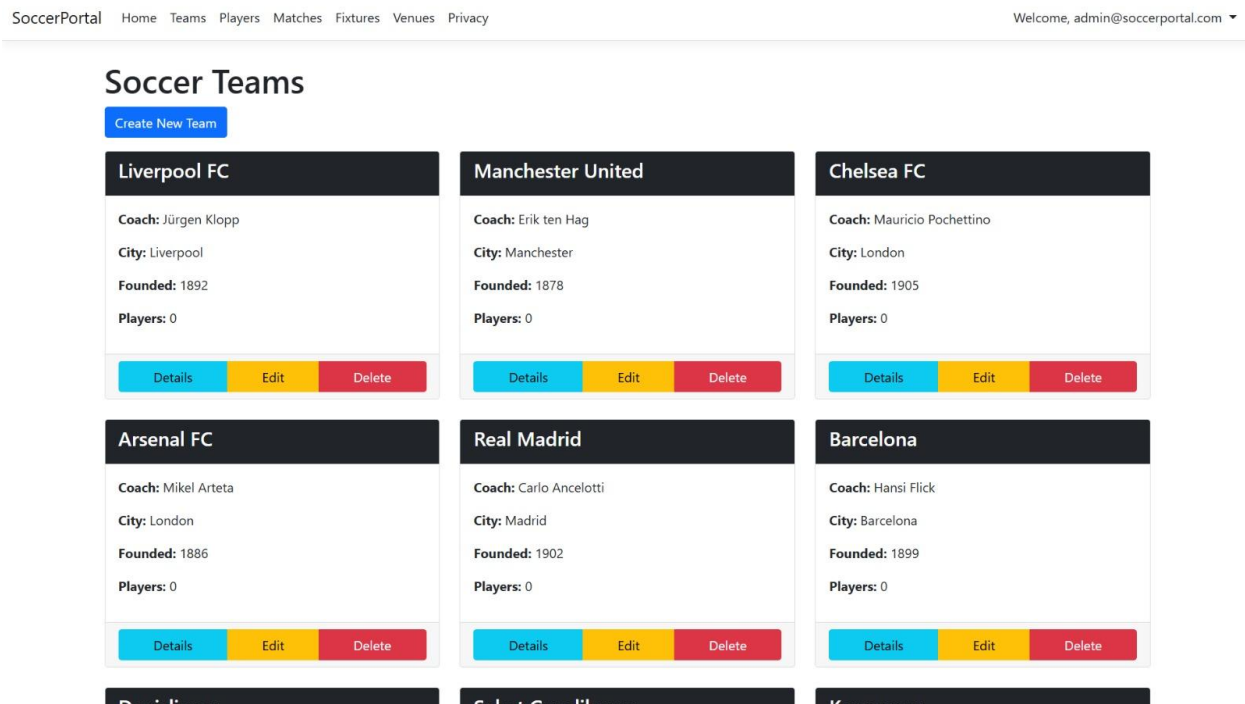 SoccerPortal Home Teams Players Matches Fixtures Venues Privacy Welcome, admin@soccerportal.com
Soccer Teams
Create New Team
Liverpool FC
Coach: Jürgen Klopp
City: Liverpool
Founded: 1892
Players: 0
Details Edit Delete
Manchester United
Coach: Erik ten Hag
City: Manchester
Founded: 1878
Players: 0
Details Edit Delete
Chelsea FC
Coach: Mauricio Pochettino
City: London
Founded: 1905
Players: 0
Details Edit Delete
Arsenal FC
Coach: Mikel Arteta
City: London
Founded: 1886
Players: 0
Details Edit Delete
Real Madrid
Coach: Carlo Ancelotti
City: Madrid
Founded: 1902
Players: 0
Details Edit Delete
Barcelona
Coach: Hansi Flick
City: Barcelona
Founded: 1899
Players: 0
Details Edit Delete